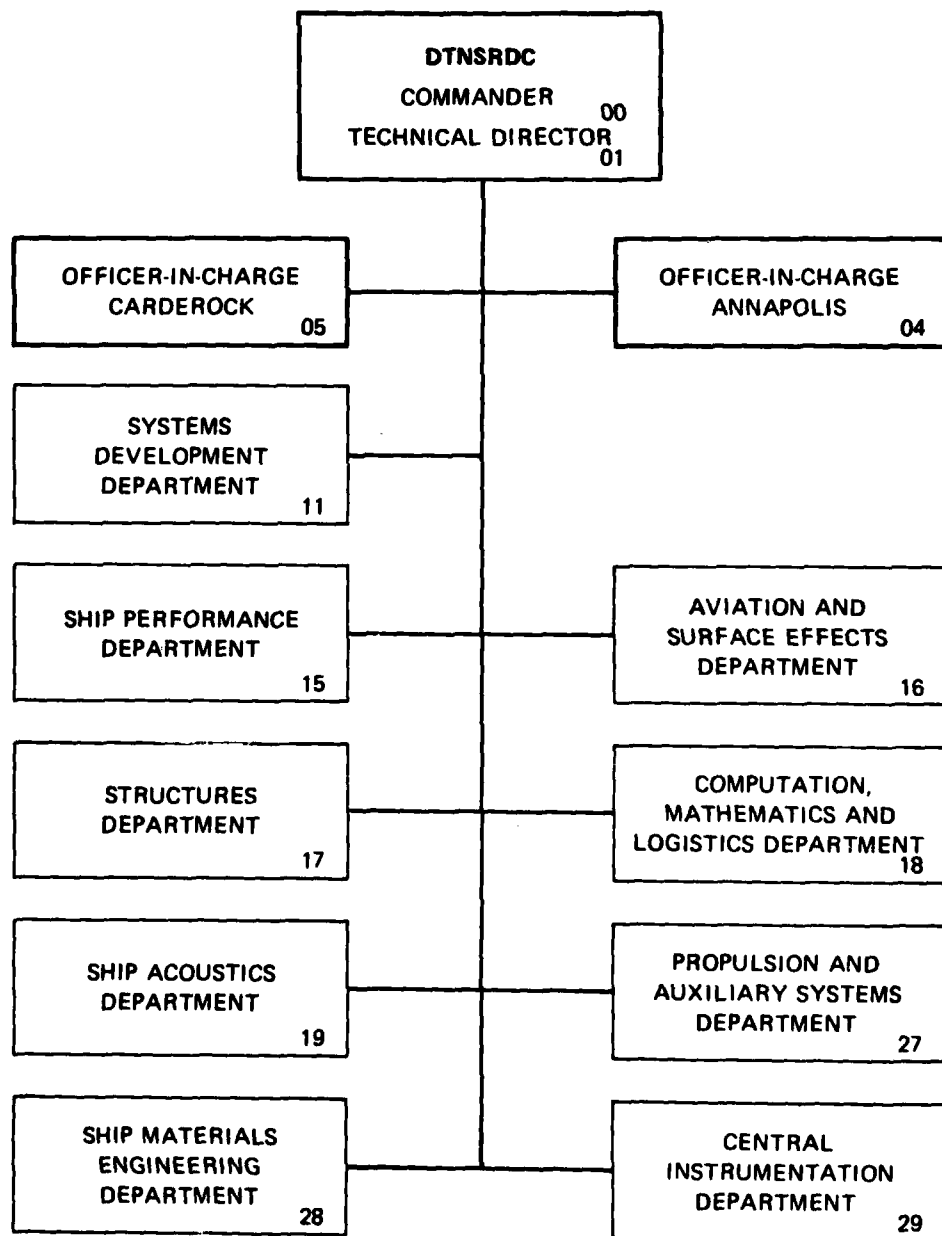 DTNSRDC
COMMANDER
00
TECHNICAL DIRECTOR
01
OFFICER-IN-CHARGE
CARDEROCK
05
OFFICER-IN-CHARGE
ANNAPOLIS
04
SYSTEMS
DEVELOPMENT
DEPARTMENT
11
SHIP PERFORMANCE
DEPARTMENT
15
AVIATION AND
SURFACE EFFECTS
DEPARTMENT
16
STRUCTURES
DEPARTMENT
17
COMPUTATION,
MATHEMATICS AND
LOGISTICS DEPARTMENT
18
SHIP ACOUSTICS
DEPARTMENT
19
PROPULSION AND
AUXILIARY SYSTEMS
DEPARTMENT
27
SHIP MATERIALS
ENGINEERING
DEPARTMENT
28
CENTRAL
INSTRUMENTATION
DEPARTMENT
29